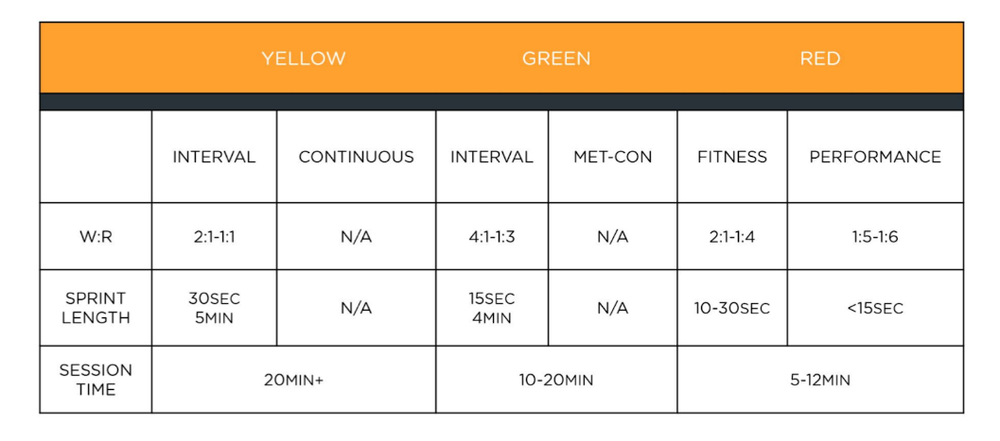 YELLOW GREEN RED
INTERVAL CONTINUOUS INTERVAL MET-CON FITNESS PERFORMANCE
W:R 2:1-1:1 N/A 4:1-1:3 N/A 2:1-1:4 1:5-1:6
SPRINT LENGTH 30SEC 5MIN N/A 15SEC 4MIN N/A 10-30SEC <15SEC
SESSION TIME 20MIN+ 10-20MIN 5-12MIN